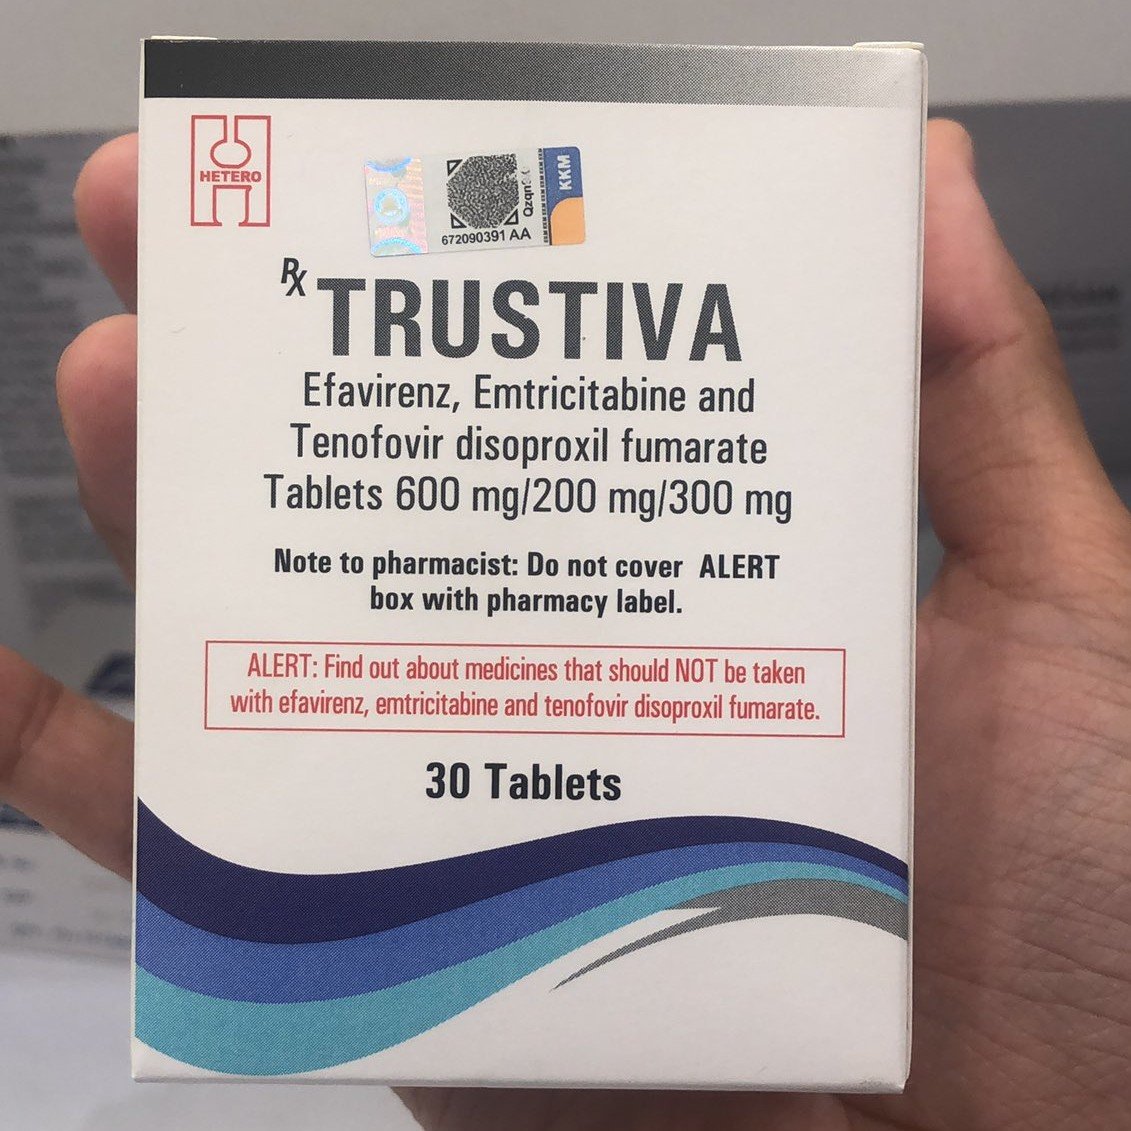 HETERO
KKM
672090391 AA
Rx TRUSTIVA
Efavirenz, Emtricitabine and
Tenofovir disoproxil fumarate
Tablets 600 mg/200 mg/300 mg
Note to pharmacist: Do not cover ALERT
box with pharmacy label.
ALERT: Find out about medicines that should NOT be taken
with efavirenz, emtricitabine and tenofovir disoproxil fumarate.
30 Tablets